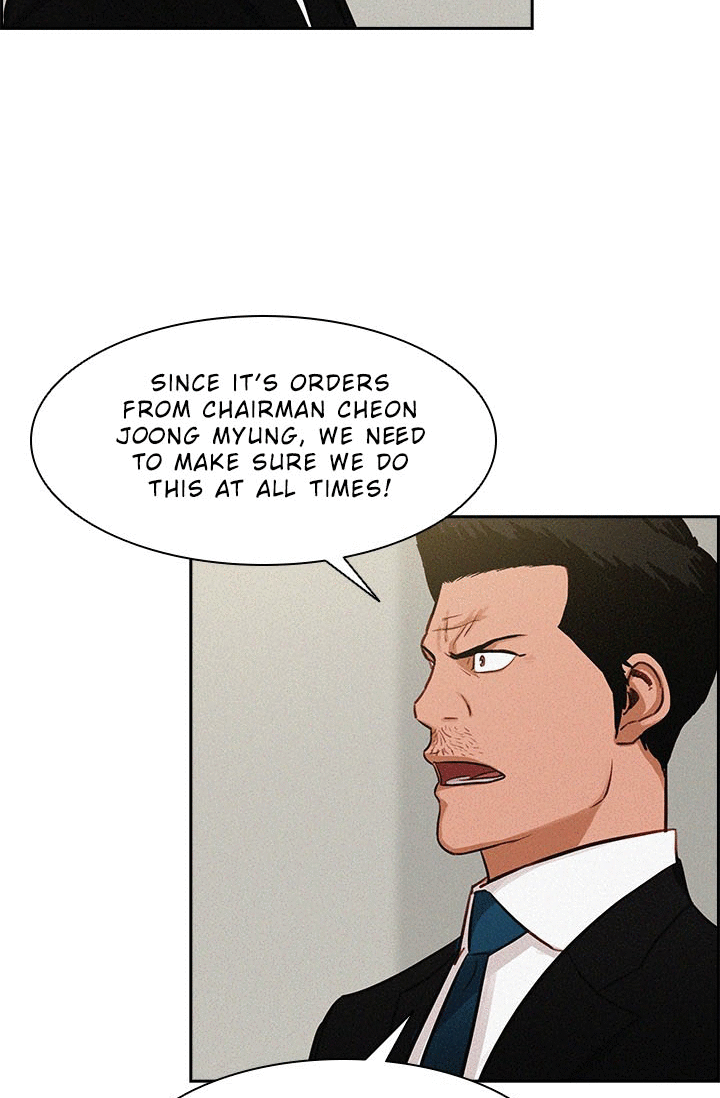 SINCE IT'S ORDERS
FROM CHAIRMAN CHEON
JOONG MYUNG, WE NEED
TO MAKE SURE WE DO
THIS AT ALL TIMES!